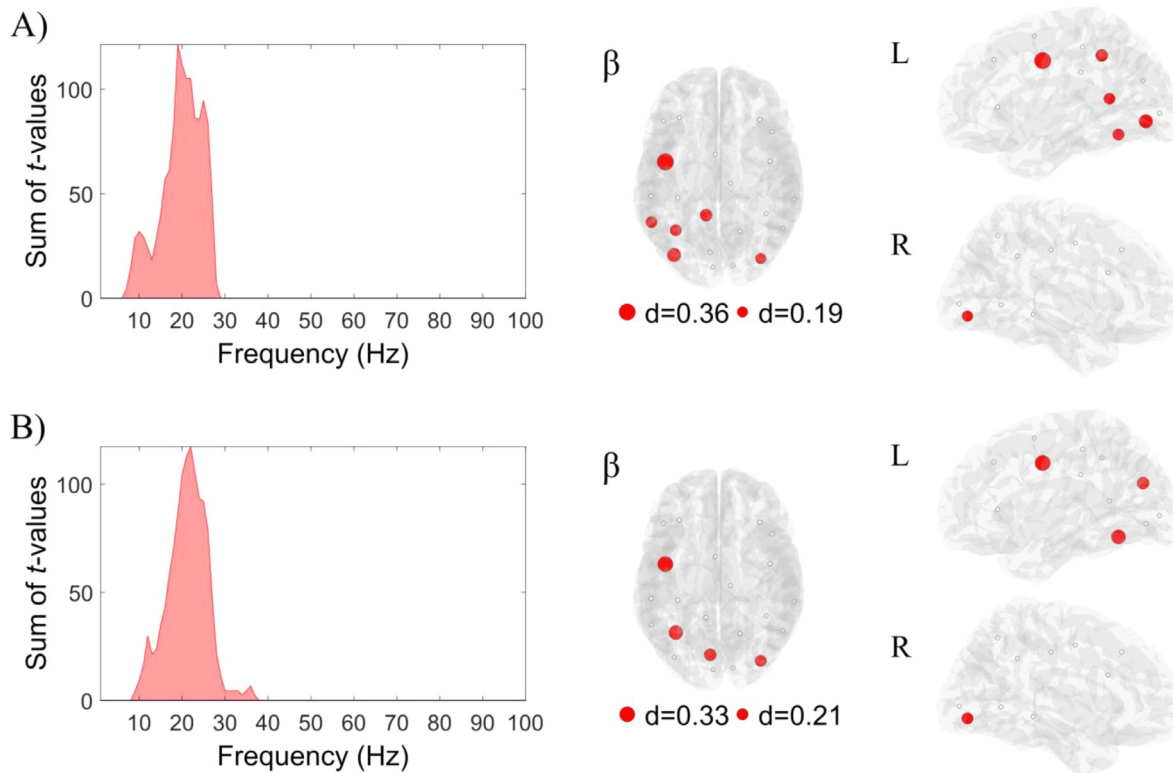 A)
100
50
0
10 20 30 40 50 60 70 80 90 100
Sum of t-values
Frequency (Hz)
β
d=0.36 d=0.19
L
R
B)
100
50
0
10 20 30 40 50 60 70 80 90 100
Sum of t-values
Frequency (Hz)
β
d=0.33 d=0.21
L
R